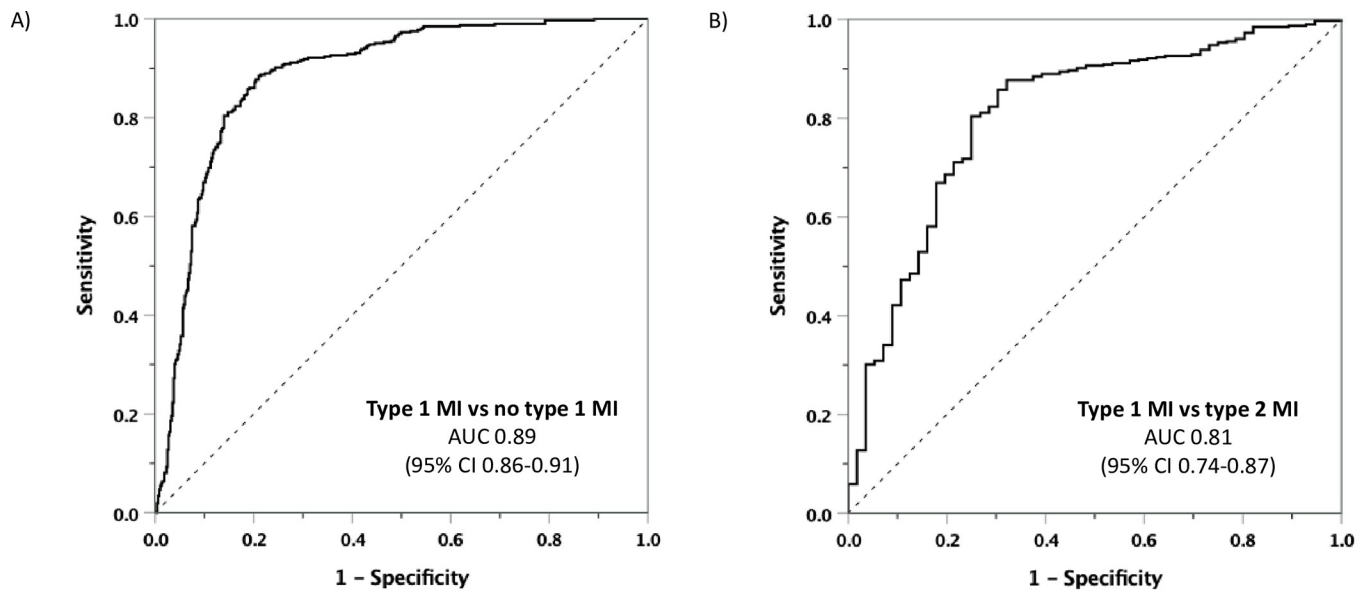 A)
1.0
0.8
0.6
0.4
0.2
0.0
Sensitivity
Type 1 MI vs no type 1 MI
AUC 0.89
(95% CI 0.86-0.91)
0.0 0.2 0.4 0.6 0.8 1.0
1 – Specificity
B)
1.0
0.8
0.6
0.4
0.2
0.0
Sensitivity
Type 1 MI vs type 2 MI
AUC 0.81
(95% CI 0.74-0.87)
0.0 0.2 0.4 0.6 0.8 1.0
1 – Specificity